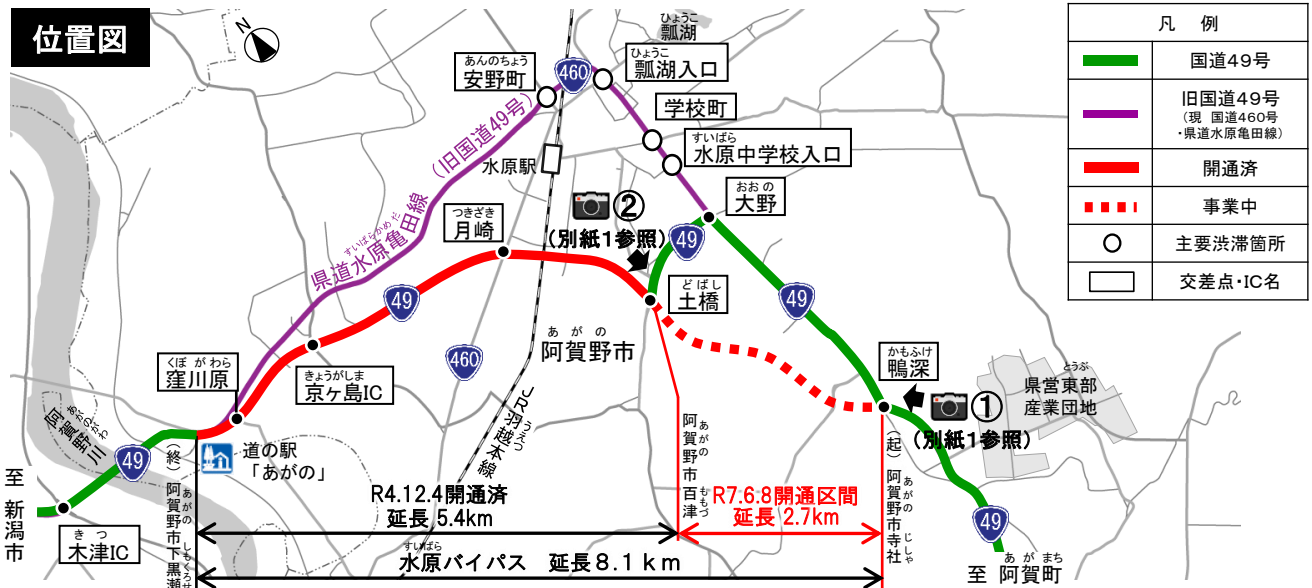 位置図
ひょうこ
瓢湖
あんのちょう
安野町
460
ひょうこ
瓢湖入口
学校町
すいばら
水原中学校入口
水原駅
おおの
大野
県道水原亀田線（旧国道49号）
すいばらかめだ
つきざき
月崎
②
（別紙1参照）
49
49
どばし
土橋
49
あがの
阿賀野市
460
かもふけ
鴨深
とうぶ
県営東部
産業団地
①
（別紙1参照）
くぼがわら
窪川原
きょうがしま
京ヶ島IC
JR羽越本線
うえつ
あがのがわ
阿賀野川
49
道の駅
「あがの」
至 新潟市
きつ
木津IC
（終）阿賀野市下黒瀬
あがの しもくろせ
阿賀野市百津
あがの ももづ
（起）阿賀野市寺社
あがの じしゃ
R4.12.4開通済
延長 5.4km
R7.6.8開通区間
延長 2.7km
すいばら
水原バイパス 延長8.1km
49
あがまち
至 阿賀町
凡例
国道49号
旧国道49号
（現 国道460号
・県道水原亀田線）
開通済
事業中
主要渋滞箇所
交差点・IC名